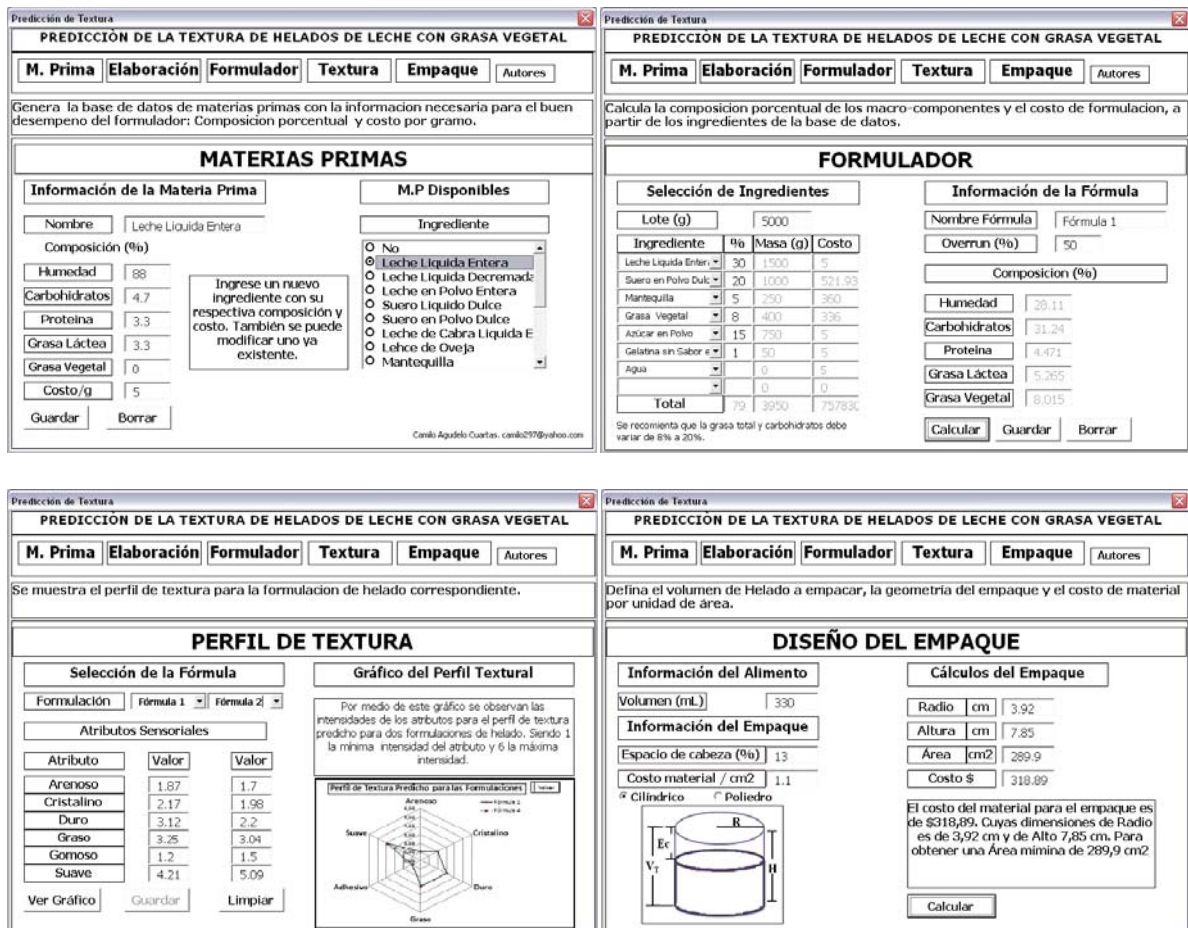 Predicción de Textura
PREDICCIÓN DE LA TEXTURA DE HELADOS DE LECHE CON GRASA VEGETAL
M. Prima Elaboración Formulador Textura Empaque Autores
Genera la base de datos de materias primas con la informacion necesaria para el buen
desempeno del formulador: Composicion porcentual y costo por gramo.
MATERIAS PRIMAS
Información de la Materia Prima
Nombre Leche Liquida Entera
Composición (%)
Humedad 88
Carbohidratos 4.7
Proteina 3.3
Grasa Láctea 3.3
Grasa Vegetal 0
Costo/g 5
Guardar Borrar
Ingrese un nuevo
ingrediente con su
respectiva composición y
costo. También se puede
modificar uno ya
existente.
M.P Disponibles
Ingrediente
No
Leche Liquida Entera
Leche Liquida Decremada
Leche en Polvo Entera
Suero Liquido Dulce
Suero en Polvo Dulce
Leche de Cabra Liquida E
Lehce de Oveja
Mantequilla
Camilo Agudelo Cuartas. camilo297@yahoo.com
Predicción de Textura
PREDICCIÓN DE LA TEXTURA DE HELADOS DE LECHE CON GRASA VEGETAL
M. Prima Elaboración Formulador Textura Empaque Autores
Calcula la composicion porcentual de los macro-componentes y el costo de formulacion, a
partir de los ingredientes de la base de datos.
FORMULADOR
Selección de Ingredientes
Lote (g) 5000
Ingrediente % Masa (g) Costo
Leche Liquida Entera 30 1500 5
Suero en Polvo Dulc 20 1000 521.93
Mantequilla 5 250 360
Grasa Vegetal 8 400 336
Azúcar en Polvo 15 750 5
Gelatina sin Sabor e 1 50 5
Agua 0 5
0 0
Total 79 3950 757830
Se recomienta que la grasa total y carbohidratos debe
variar de 8% a 20%.
Información de la Fórmula
Nombre Fórmula Fórmula 1
Overrun (%) 50
Composicion (%)
Humedad 28.11
Carbohidratos 31.24
Proteina 4.471
Grasa Láctea 5.265
Grasa Vegetal 8.015
Calcular Guardar Borrar
Predicción de Textura
PREDICCIÓN DE LA TEXTURA DE HELADOS DE LECHE CON GRASA VEGETAL
M. Prima Elaboración Formulador Textura Empaque Autores
Se muestra el perfil de textura para la formulacion de helado correspondiente.
PERFIL DE TEXTURA
Selección de la Fórmula
Formulación Fórmula 1 Fórmula 2
Atributos Sensoriales
Atributo Valor Valor
Arenoso 1.87 1.7
Cristalino 2.17 1.98
Duro 3.12 2.2
Graso 3.25 3.04
Gomoso 1.2 1.5
Suave 4.21 5.09
Ver Gráfico Guardar Limpiar
Gráfico del Perfil Textural
Por medio de este gráfico se observan las
intensidades de los atributos para el perfil de textura
predicho para dos formulaciones de helado. Siendo 1
la mínima intensidad del atributo y 6 la máxima
intensidad.
Perfil de Textura Predicho para las Formulaciones
Arenoso
Cristalino
Duro
Graso
Adhesivo
Suave
Predicción de Textura
PREDICCIÓN DE LA TEXTURA DE HELADOS DE LECHE CON GRASA VEGETAL
M. Prima Elaboración Formulador Textura Empaque Autores
Defina el volumen de Helado a empacar, la geometría del empaque y el costo de material
por unidad de área.
DISEÑO DEL EMPAQUE
Información del Alimento
Volumen (mL) 330
Información del Empaque
Espacio de cabeza (%) 13
Costo material / cm2 1.1
Cilíndrico Poliedro
R
Ec
VT
H
Cálculos del Empaque
Radio cm 3.92
Altura cm 7.85
Área cm2 289.9
Costo $ 318.89
El costo del material para el empaque es
de $318,89. Cuyas dimensiones de Radio
es de 3,92 cm y de Alto 7,85 cm. Para
obtener una Área mimina de 289,9 cm2
Calcular